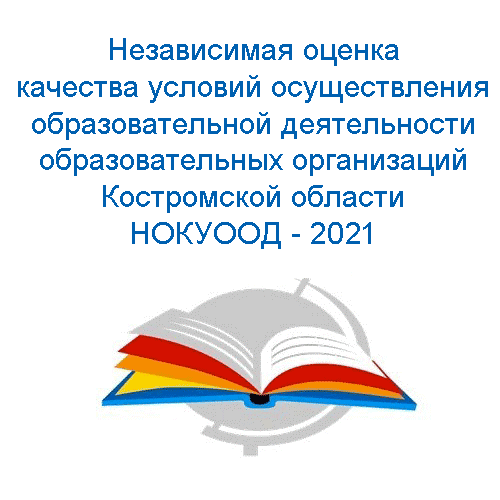 Независимая оценка
качества условий осуществления
образовательной деятельности
образовательных организаций
Костромской области
НОКУООД - 2021